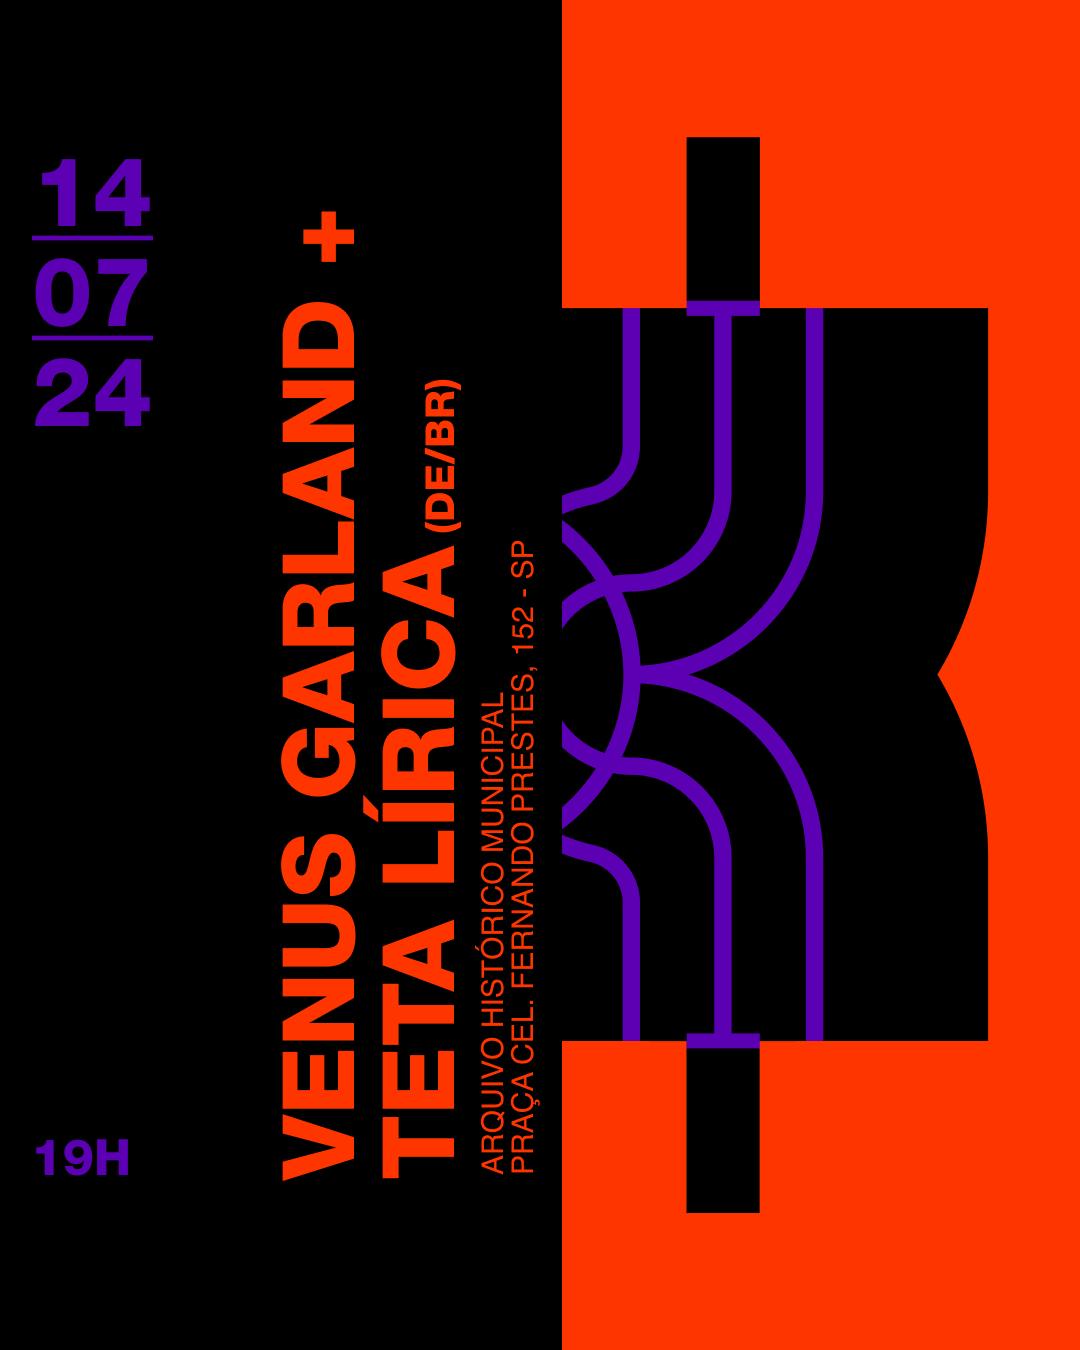 14
07
24
VENUS GARLAND +
TETA LÍRICA (DE/BR)
ARQUIVO HISTÓRICO MUNICIPAL
PRAÇA CEL. FERNANDO PRESTES, 152 - SP
19H